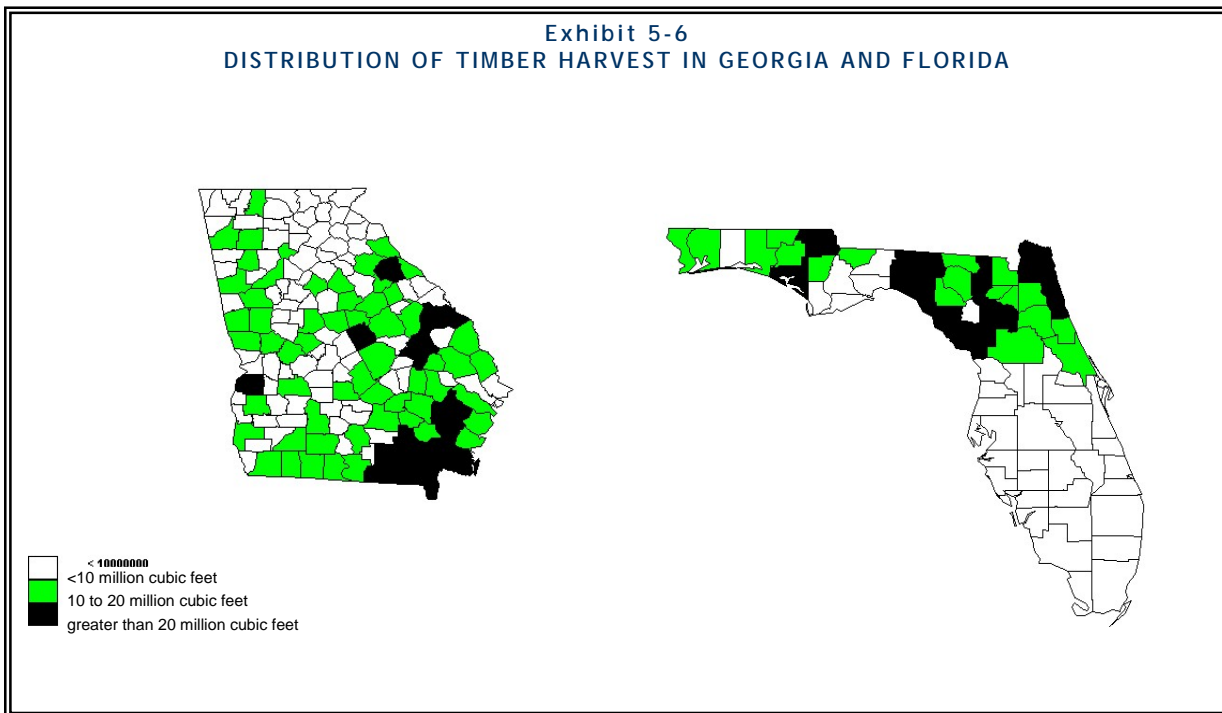 Exhibit 5-6
DISTRIBUTION OF TIMBER HARVEST IN GEORGIA AND FLORIDA
< 10000000
<10 million cubic feet
10 to 20 million cubic feet
greater than 20 million cubic feet